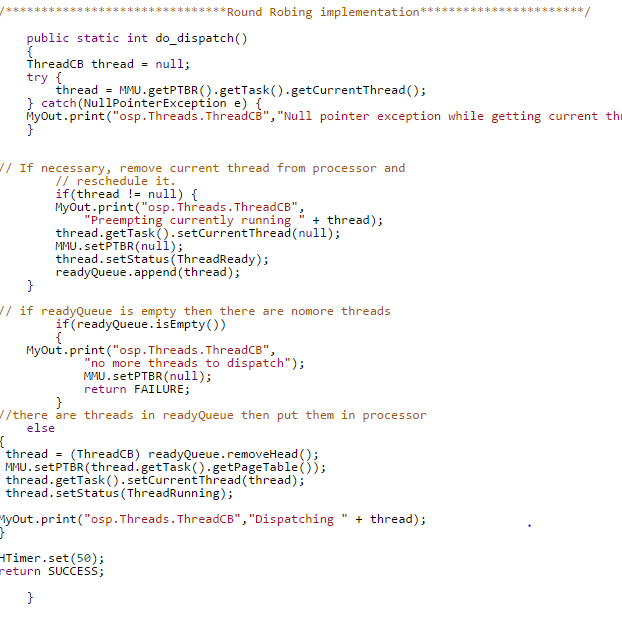 /*******************************Round Robing implementation***********************/
public static int do_dispatch()
{
ThreadCB thread = null;
try {
thread = MMU.getPTBR().getTask().getCurrentThread();
} catch(NullPointerException e) {
MyOut.print("osp.Threads.ThreadCB","Null pointer exception while getting current
}
// If necessary, remove current thread from processor and
// reschedule it.
if(thread != null) {
MyOut.print("osp.Threads.ThreadCB",
"Preempting currently running " + thread);
thread.getTask().setCurrentThread(null);
MMU.setPTBR(null);
thread.setStatus(ThreadReady);
readyQueue.append(thread);
}
// if readyQueue is empty then there are nomore threads
if(readyQueue.isEmpty())
{
MyOut.print("osp.Threads.ThreadCB",
"no more threads to dispatch");
MMU.setPTBR(null);
return FAILURE;
}
//there are threads in readyQueue then put them in processor
else
{
thread = (ThreadCB) readyQueue.removeHead();
MMU.setPTBR(thread.getTask().getPageTable());
thread.getTask().setCurrentThread(thread);
thread.setStatus(ThreadRunning);
MyOut.print("osp.Threads.ThreadCB","Dispatching " + thread);
}
HTimer.set(50);
return SUCCESS;
}